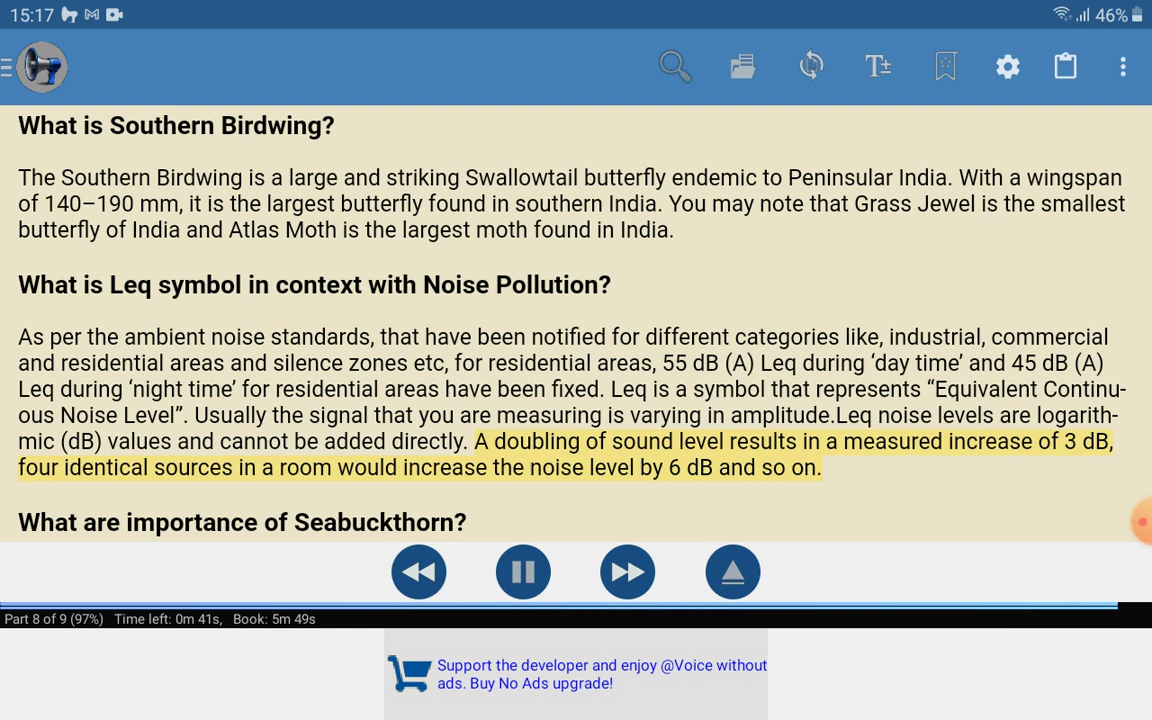 15:17
46%
T±
What is Southern Birdwing?
The Southern Birdwing is a large and striking Swallowtail butterfly endemic to Peninsular India. With a wingspan
of 140–190 mm, it is the largest butterfly found in southern India. You may note that Grass Jewel is the smallest
butterfly of India and Atlas Moth is the largest moth found in India.
What is Leq symbol in context with Noise Pollution?
As per the ambient noise standards, that have been notified for different categories like, industrial, commercial
and residential areas and silence zones etc, for residential areas, 55 dB (A) Leq during ‘day time’ and 45 dB (A)
Leq during ‘night time’ for residential areas have been fixed. Leq is a symbol that represents “Equivalent Continu-
ous Noise Level”. Usually the signal that you are measuring is varying in amplitude.Leq noise levels are logarith-
mic (dB) values and cannot be added directly. A doubling of sound level results in a measured increase of 3 dB,
four identical sources in a room would increase the noise level by 6 dB and so on.
What are importance of Seabuckthorn?
Part 8 of 9 (97%) Time left: 0m 41s, Book: 5m 49s
Support the developer and enjoy @Voice without
ads. Buy No Ads upgrade!